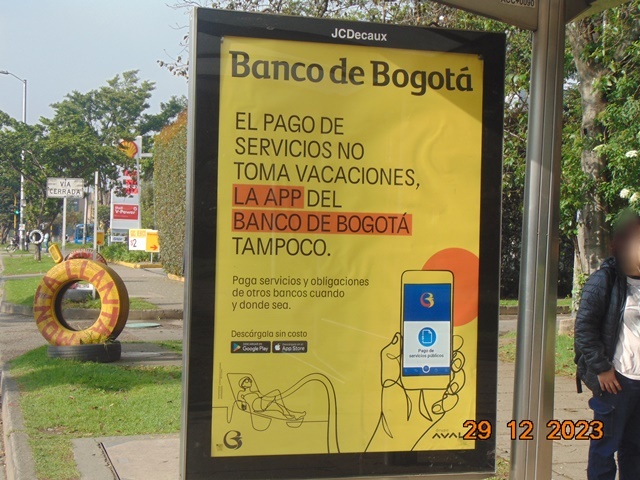 JCDecaux
Banco de Bogotá
EL PAGO DE
SERVICIOS NO
TOMA VACACIONES,
LA APP DEL
BANCO DE BOGOTÁ
TAMPOCO.
Paga servicios y obligaciones
de otros bancos cuando
y donde sea.
Descárgala sin costo
Google Play
App Store
Pago de
servicios públicos
Grupo
AVAL
VÍA
CERRADA
29 12 2023